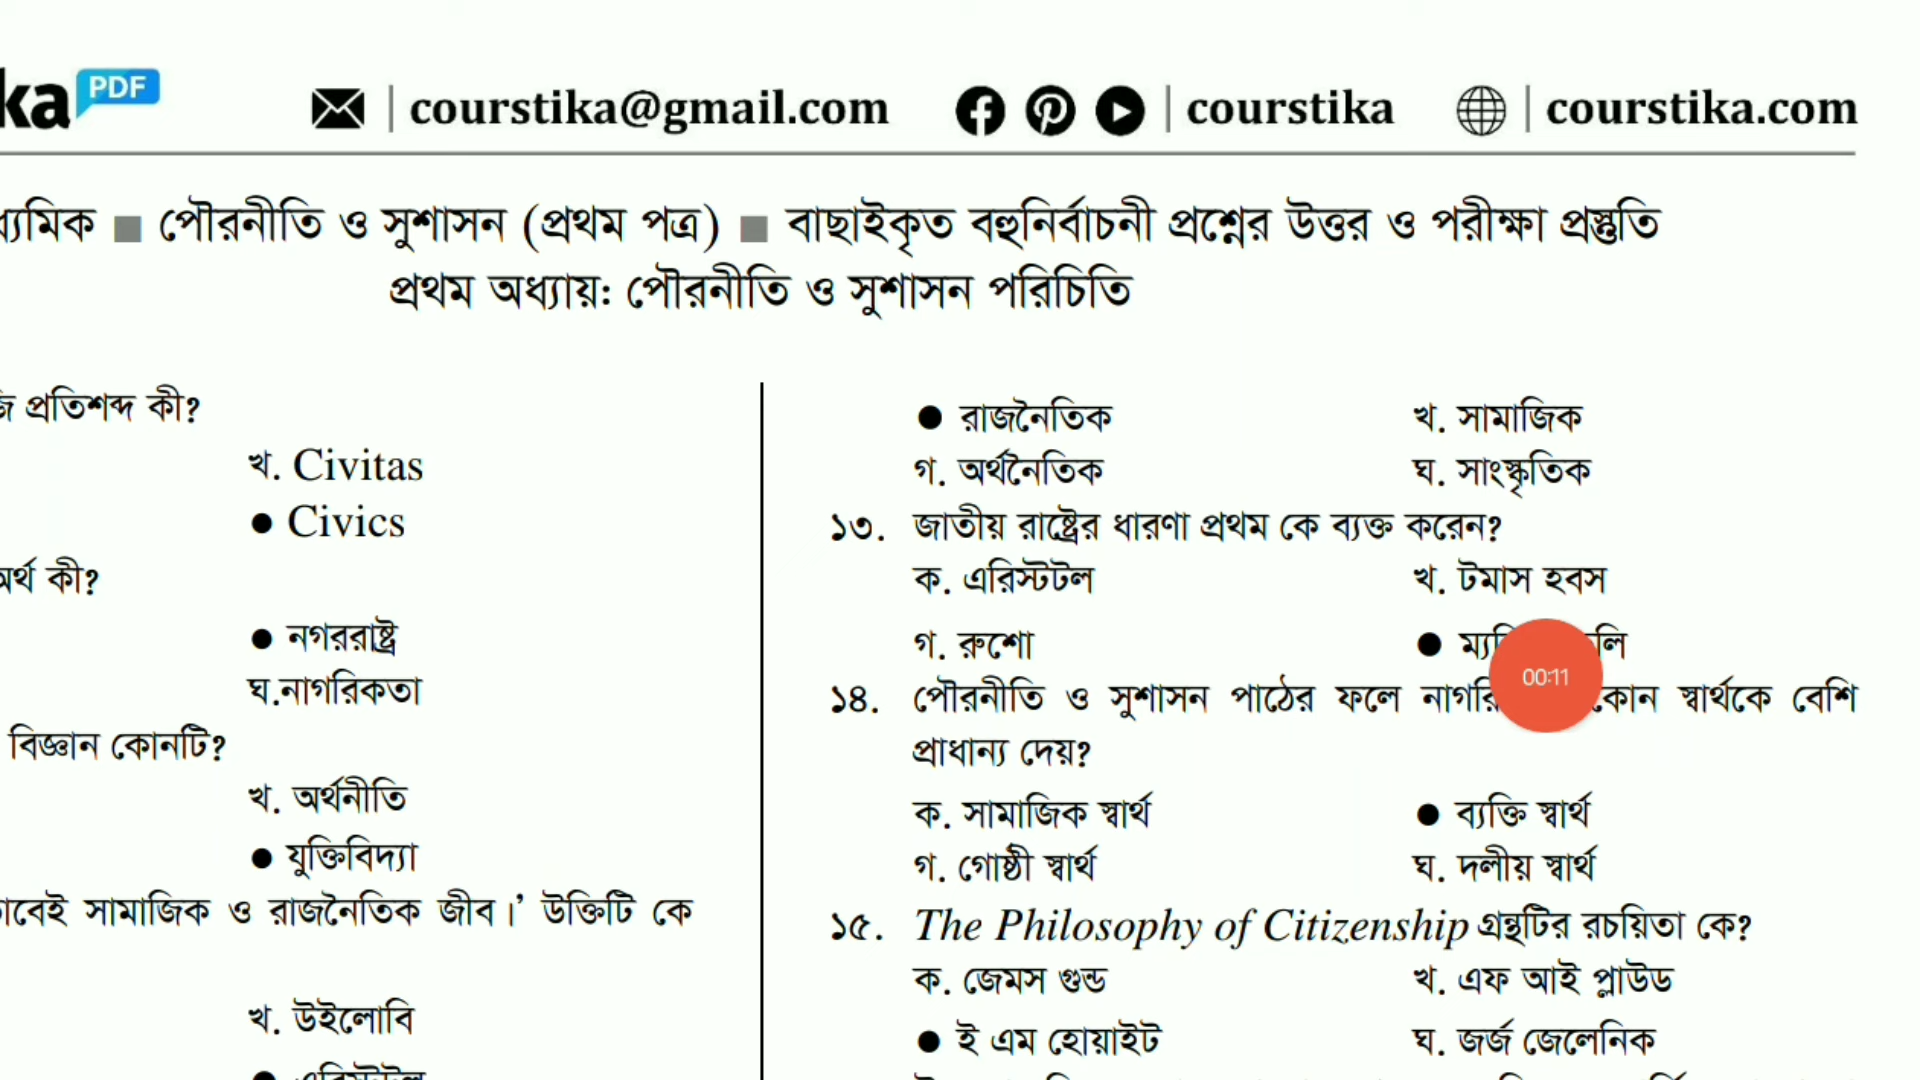 ka PDF
courstika@gmail.com | courstika | courstika.com
■ পৌরনীতি ও সুশাসন (প্রথম পত্র) ■ বাছাইকৃত বহুনির্বাচনী প্রশ্নের উত্তর ও পরীক্ষা প্রস্তুতি
প্রথম অধ্যায়: পৌরনীতি ও সুশাসন পরিচিতি
প্রতিশব্দ কী?
খ. Civitas
● Civics
অর্থ কী?
● নগররাষ্ট্র
ঘ.নাগরিকতা
বিজ্ঞান কোনটি?
খ. অর্থনীতি
● যুক্তিবিদ্যা
সামাজিক ও রাজনৈতিক জীব।’ উক্তিটি কে
খ. উইলোবি
● এরিস্টটল
● রাজনৈতিক খ. সামাজিক
গ. অর্থনৈতিক ঘ. সাংস্কৃতিক
১৩. জাতীয় রাষ্ট্রের ধারণা প্রথম কে ব্যক্ত করেন?
ক. এরিস্টটল খ. টমাস হবস
গ. রুশো ●
00:11
১৪. পৌরনীতি ও সুশাসন পাঠের ফলে কোন স্বার্থকে বেশি
প্রাধান্য দেয়?
ক. সামাজিক স্বার্থ ● ব্যক্তি স্বার্থ
গ. গোষ্ঠী স্বার্থ ঘ. দলীয় স্বার্থ
১৫. The Philosophy of Citizenship গ্রন্থটির রচয়িতা কে?
ক. জেমস গুন্ড খ. এফ আই প্লাউড
● ই এম হোয়াইট ঘ. জর্জ জেলেনিক